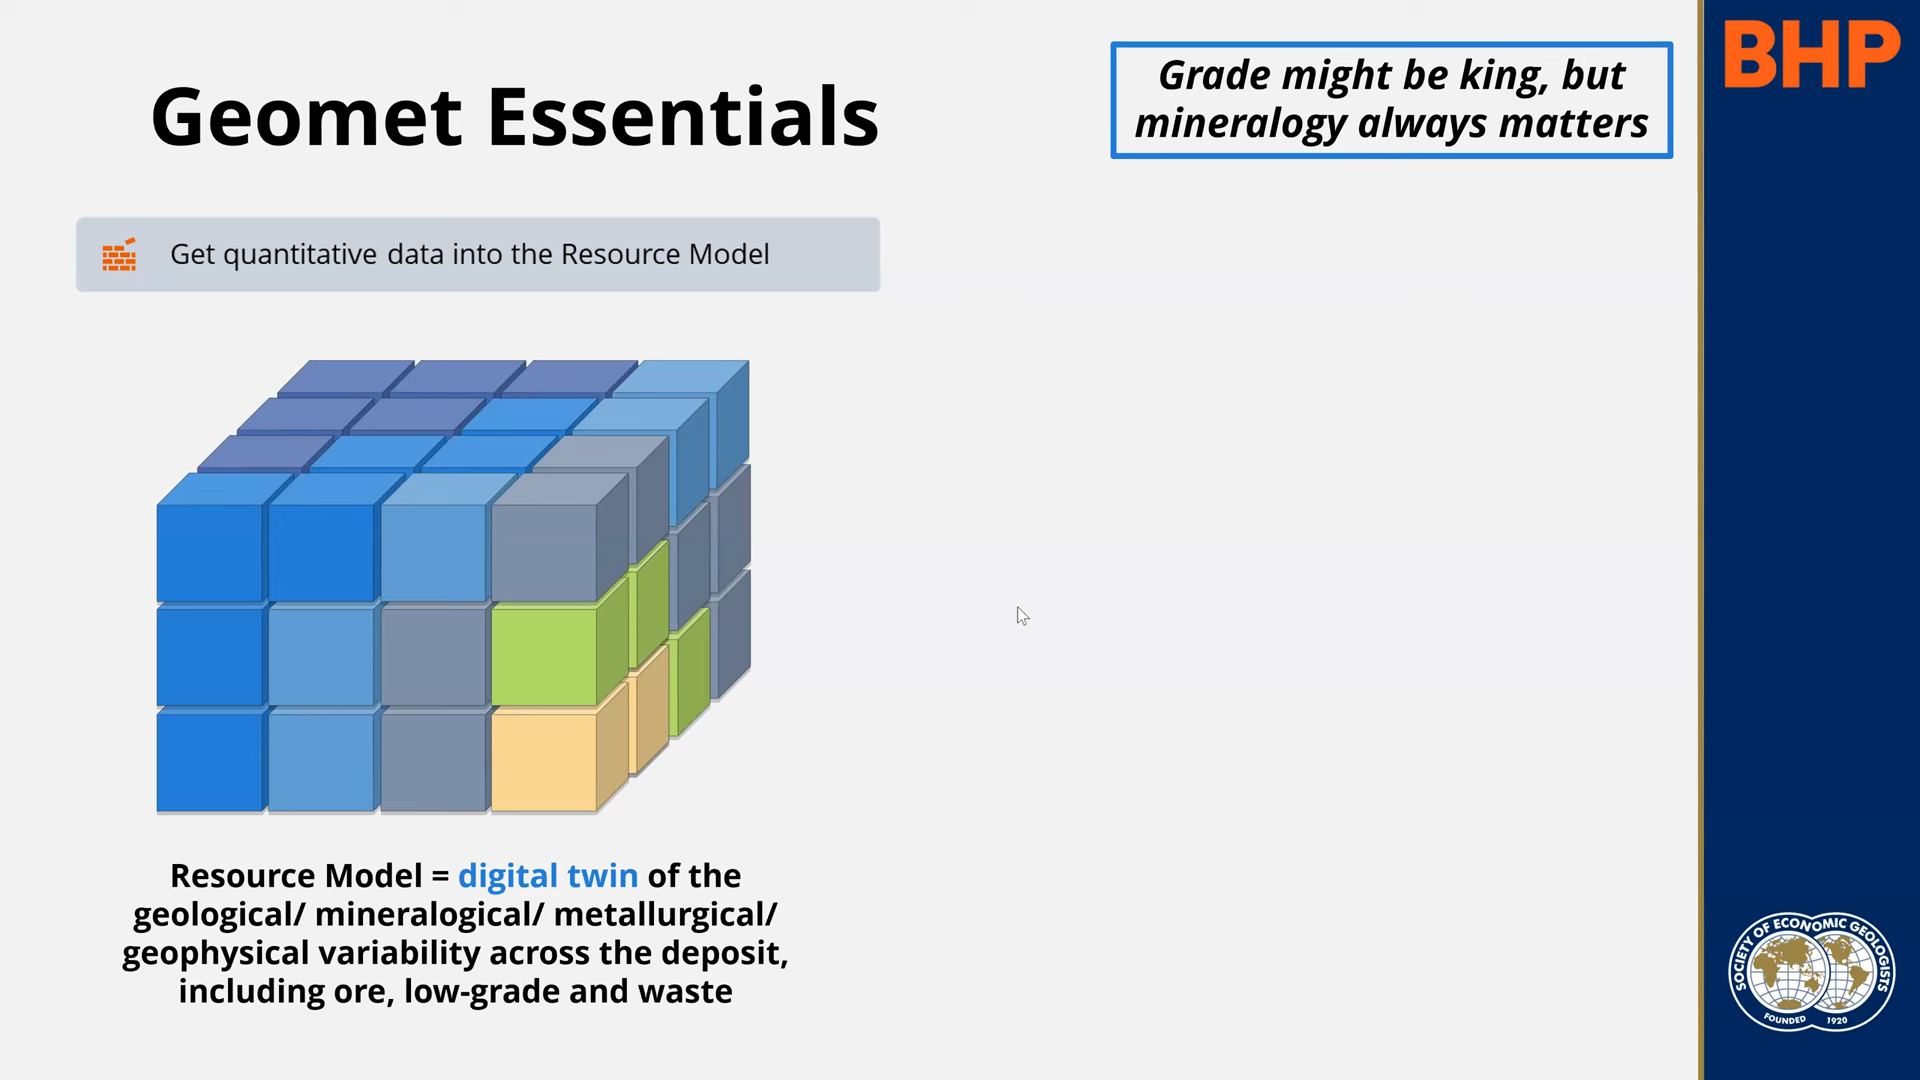 Geomet Essentials
Grade might be king, but
mineralogy always matters
BHP
Get quantitative data into the Resource Model
Resource Model = digital twin of the
geological/ mineralogical/ metallurgical/
geophysical variability across the deposit,
including ore, low-grade and waste
SOCIETY OF ECONOMIC GEOLOGISTS
FOUNDED 1920